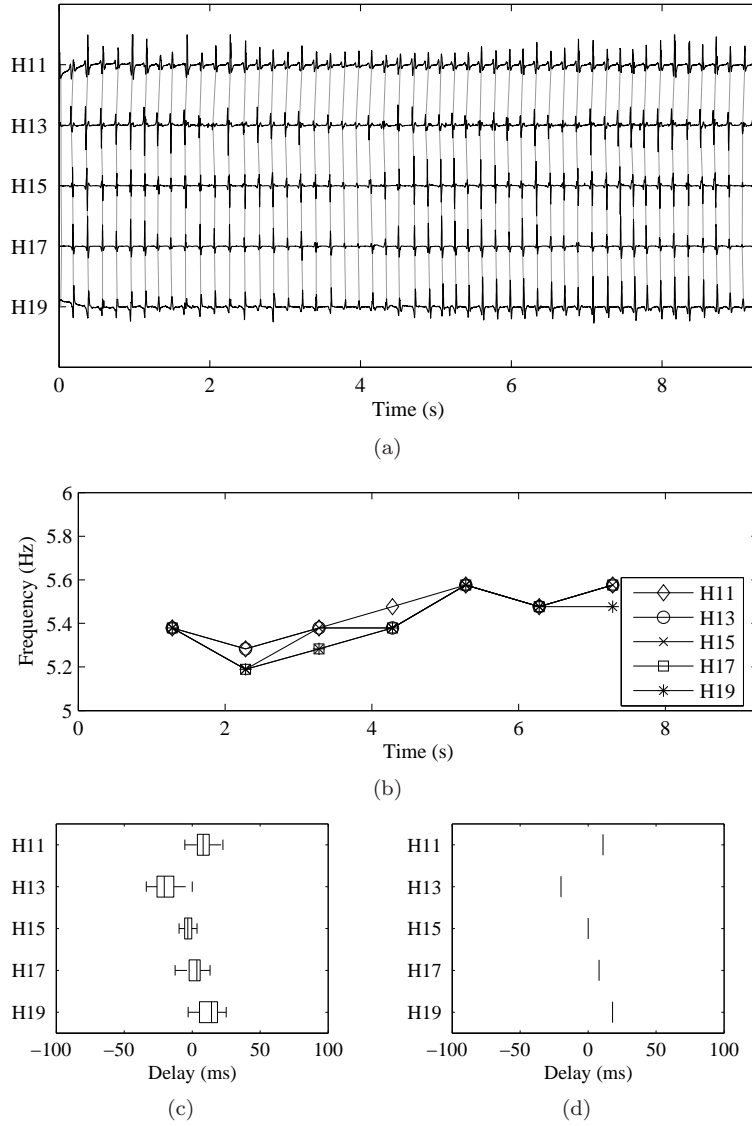 H11
H13
H15
H17
H19
0 2 4 6 8
Time (s)
(a)
6
5.8
5.6
5.4
5.2
5
Frequency (Hz)
H11
H13
H15
H17
H19
0 2 4 6 8
Time (s)
(b)
H11
H13
H15
H17
H19
−100 −50 0 50 100
Delay (ms)
(c)
H11
H13
H15
H17
H19
−100 −50 0 50 100
Delay (ms)
(d)